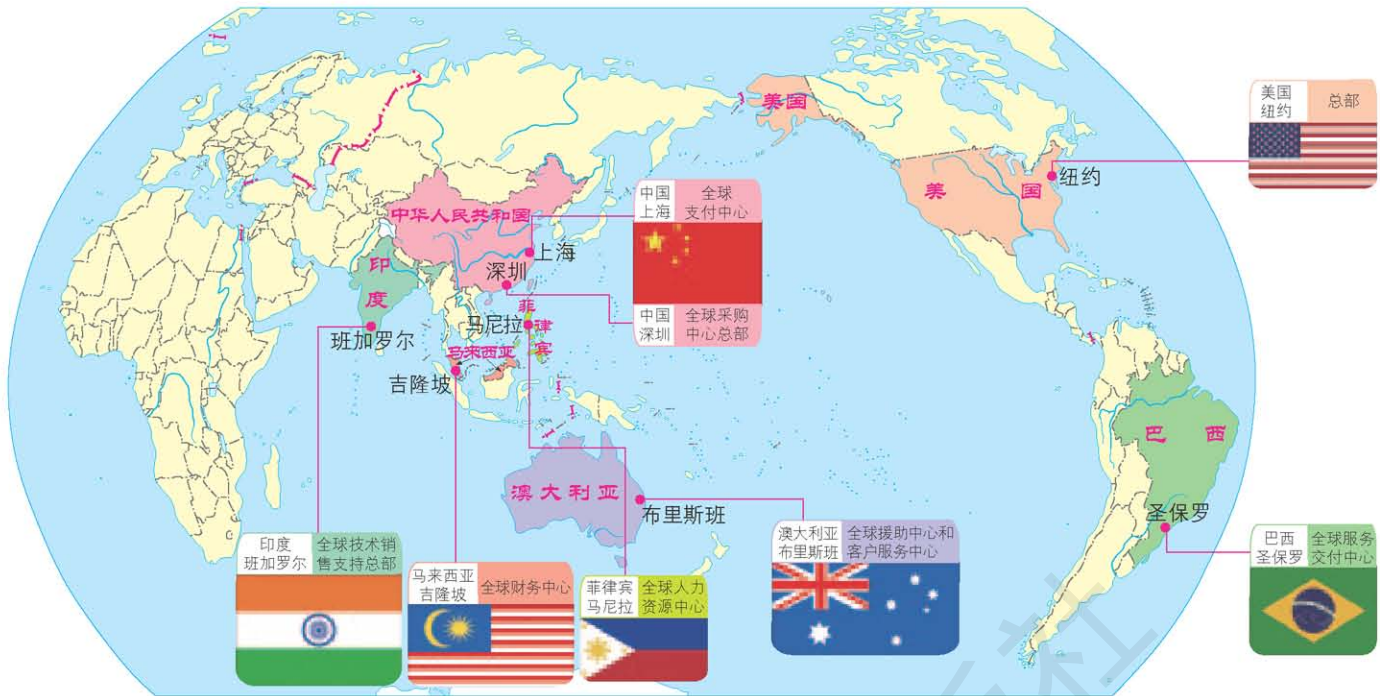 美国
纽约
总部
美国
美国
纽约
中华人民共和国
中国
上海
全球
支付中心
上海
深圳
中国
深圳
全球采购
中心总部
印度
班加罗尔
菲律宾
马尼拉
马来西亚
吉隆坡
澳大利亚
布里斯班
巴西
圣保罗
印度
班加罗尔
全球技术销
售支持总部
马来西亚
吉隆坡
全球财务中心
菲律宾
马尼拉
全球人力
资源中心
澳大利亚
布里斯班
全球援助中心和
客户服务中心
巴西
圣保罗
全球服务
交付中心
社